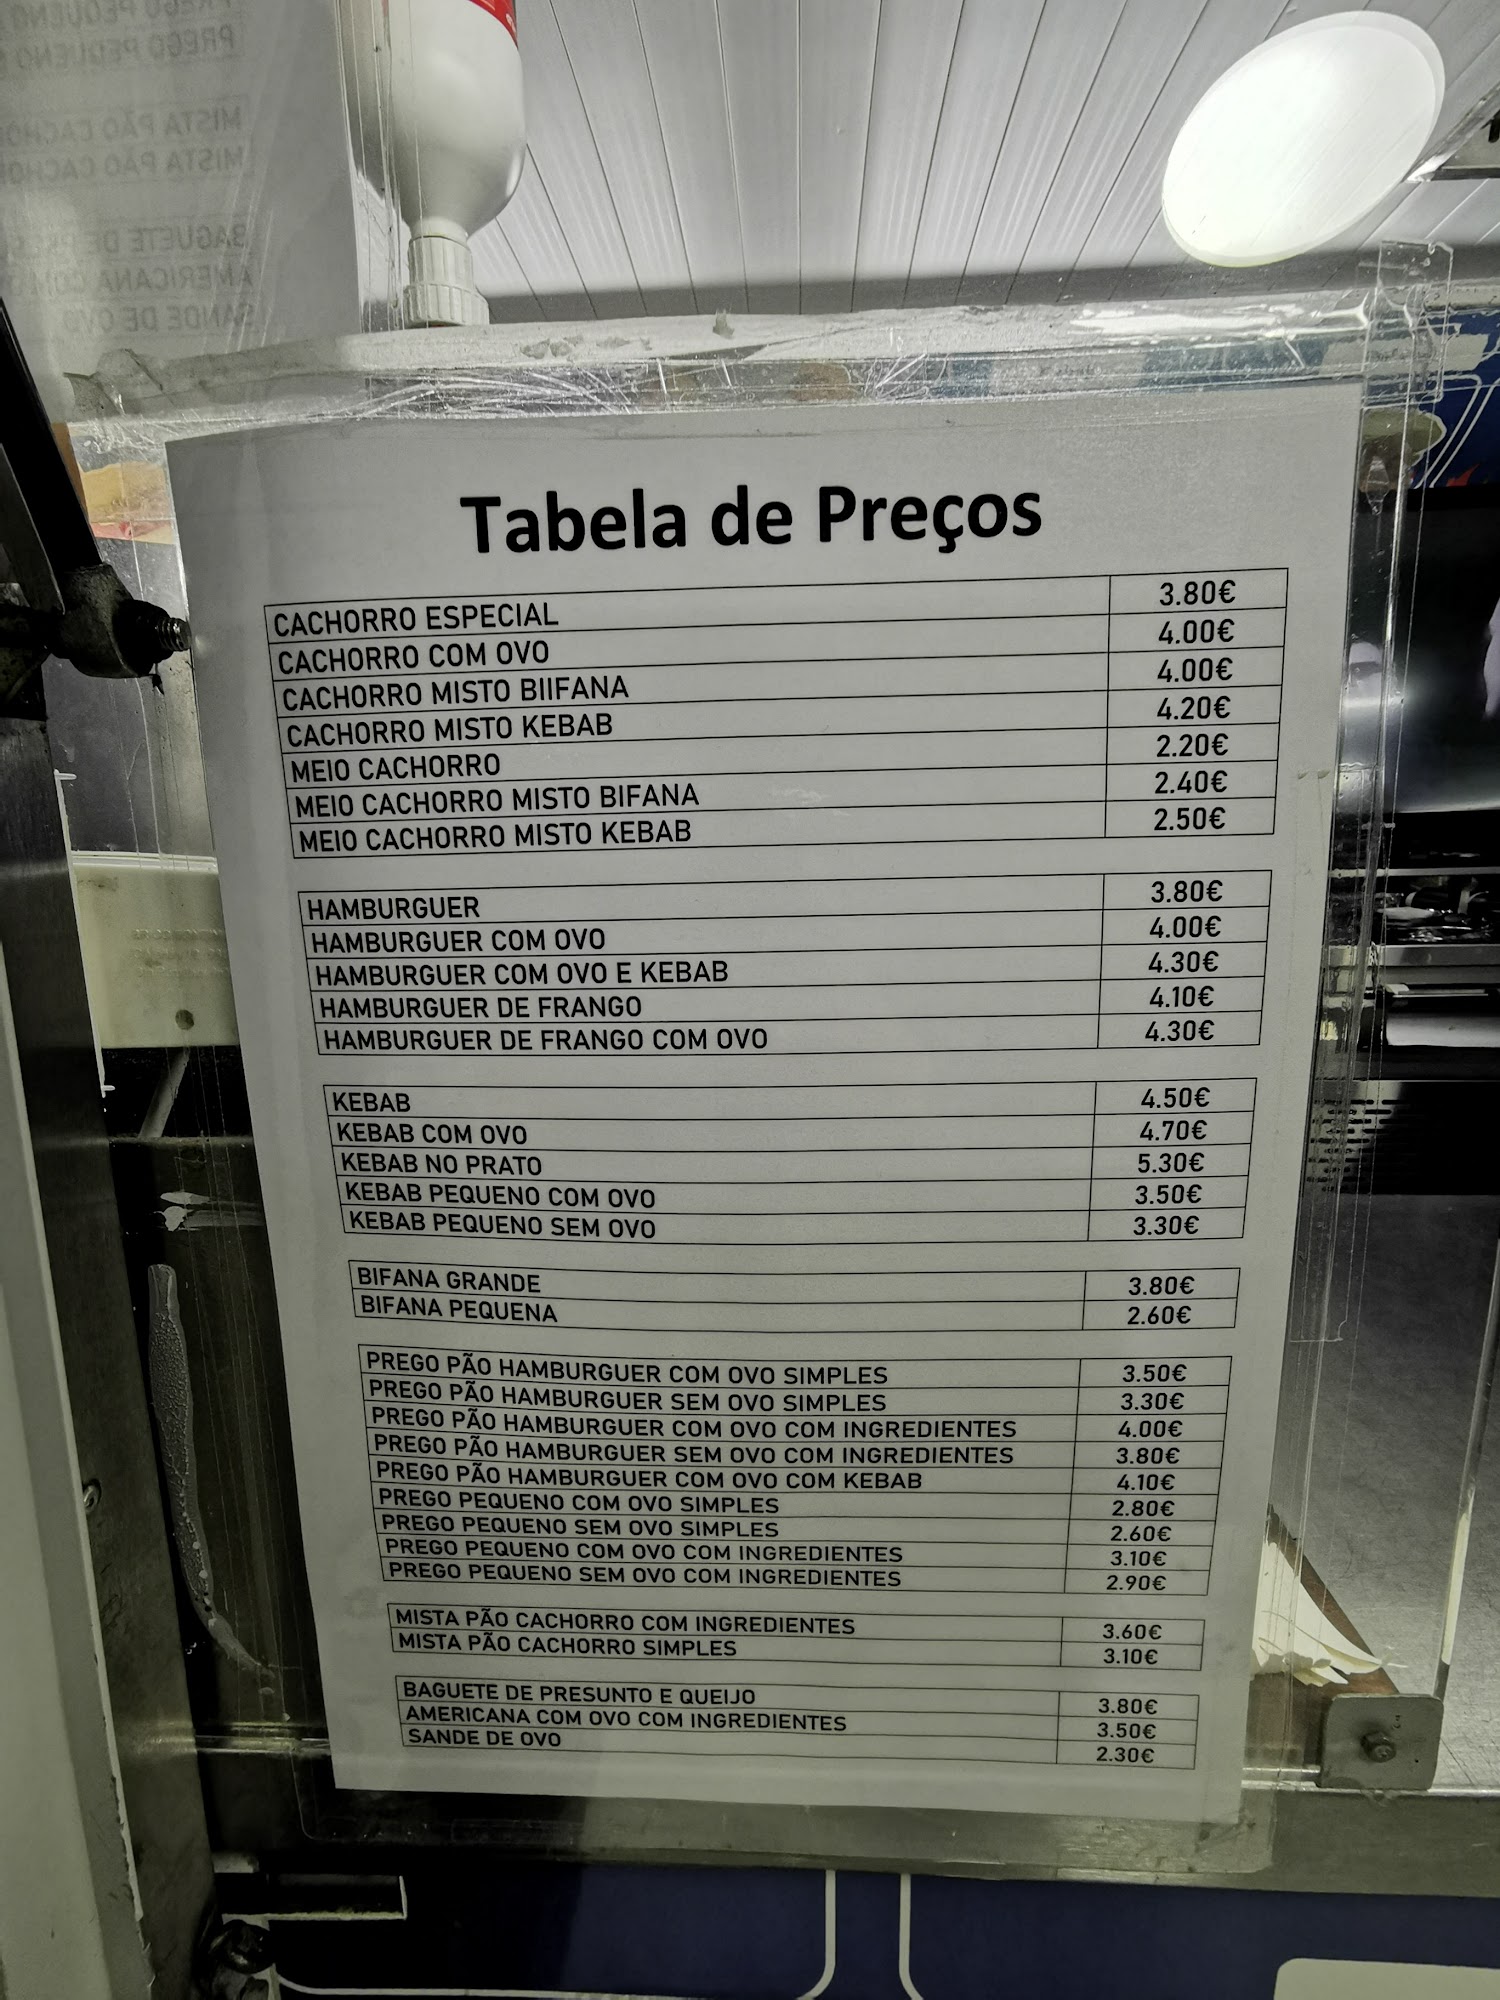 Tabela de Preços
CACHORRO ESPECIAL 3.80€
CACHORRO COM OVO 4.00€
CACHORRO MISTO BIIFANA 4.00€
CACHORRO MISTO KEBAB 4.20€
MEIO CACHORRO 2.20€
MEIO CACHORRO MISTO BIFANA 2.40€
MEIO CACHORRO MISTO KEBAB 2.50€
HAMBURGUER 3.80€
HAMBURGUER COM OVO 4.00€
HAMBURGUER COM OVO E KEBAB 4.30€
HAMBURGUER DE FRANGO 4.10€
HAMBURGUER DE FRANGO COM OVO 4.30€
KEBAB 4.50€
KEBAB COM OVO 4.70€
KEBAB NO PRATO 5.30€
KEBAB PEQUENO COM OVO 3.50€
KEBAB PEQUENO SEM OVO 3.30€
BIFANA GRANDE 3.80€
BIFANA PEQUENA 2.60€
PREGO PÃO HAMBURGUER COM OVO SIMPLES 3.50€
PREGO PÃO HAMBURGUER SEM OVO SIMPLES 3.30€
PREGO PÃO HAMBURGUER COM OVO COM INGREDIENTES 4.00€
PREGO PÃO HAMBURGUER SEM OVO COM INGREDIENTES 3.80€
PREGO PÃO HAMBURGUER COM OVO COM KEBAB 4.10€
PREGO PEQUENO COM OVO SIMPLES 2.80€
PREGO PEQUENO SEM OVO SIMPLES 2.60€
PREGO PEQUENO COM OVO COM INGREDIENTES 3.10€
PREGO PEQUENO SEM OVO COM INGREDIENTES 2.90€
MISTA PÃO CACHORRO COM INGREDIENTES 3.60€
MISTA PÃO CACHORRO SIMPLES 3.10€
BAGUETE DE PRESUNTO E QUEIJO 3.80€
AMERICANA COM OVO COM INGREDIENTES 3.50€
SANDE DE OVO 2.30€